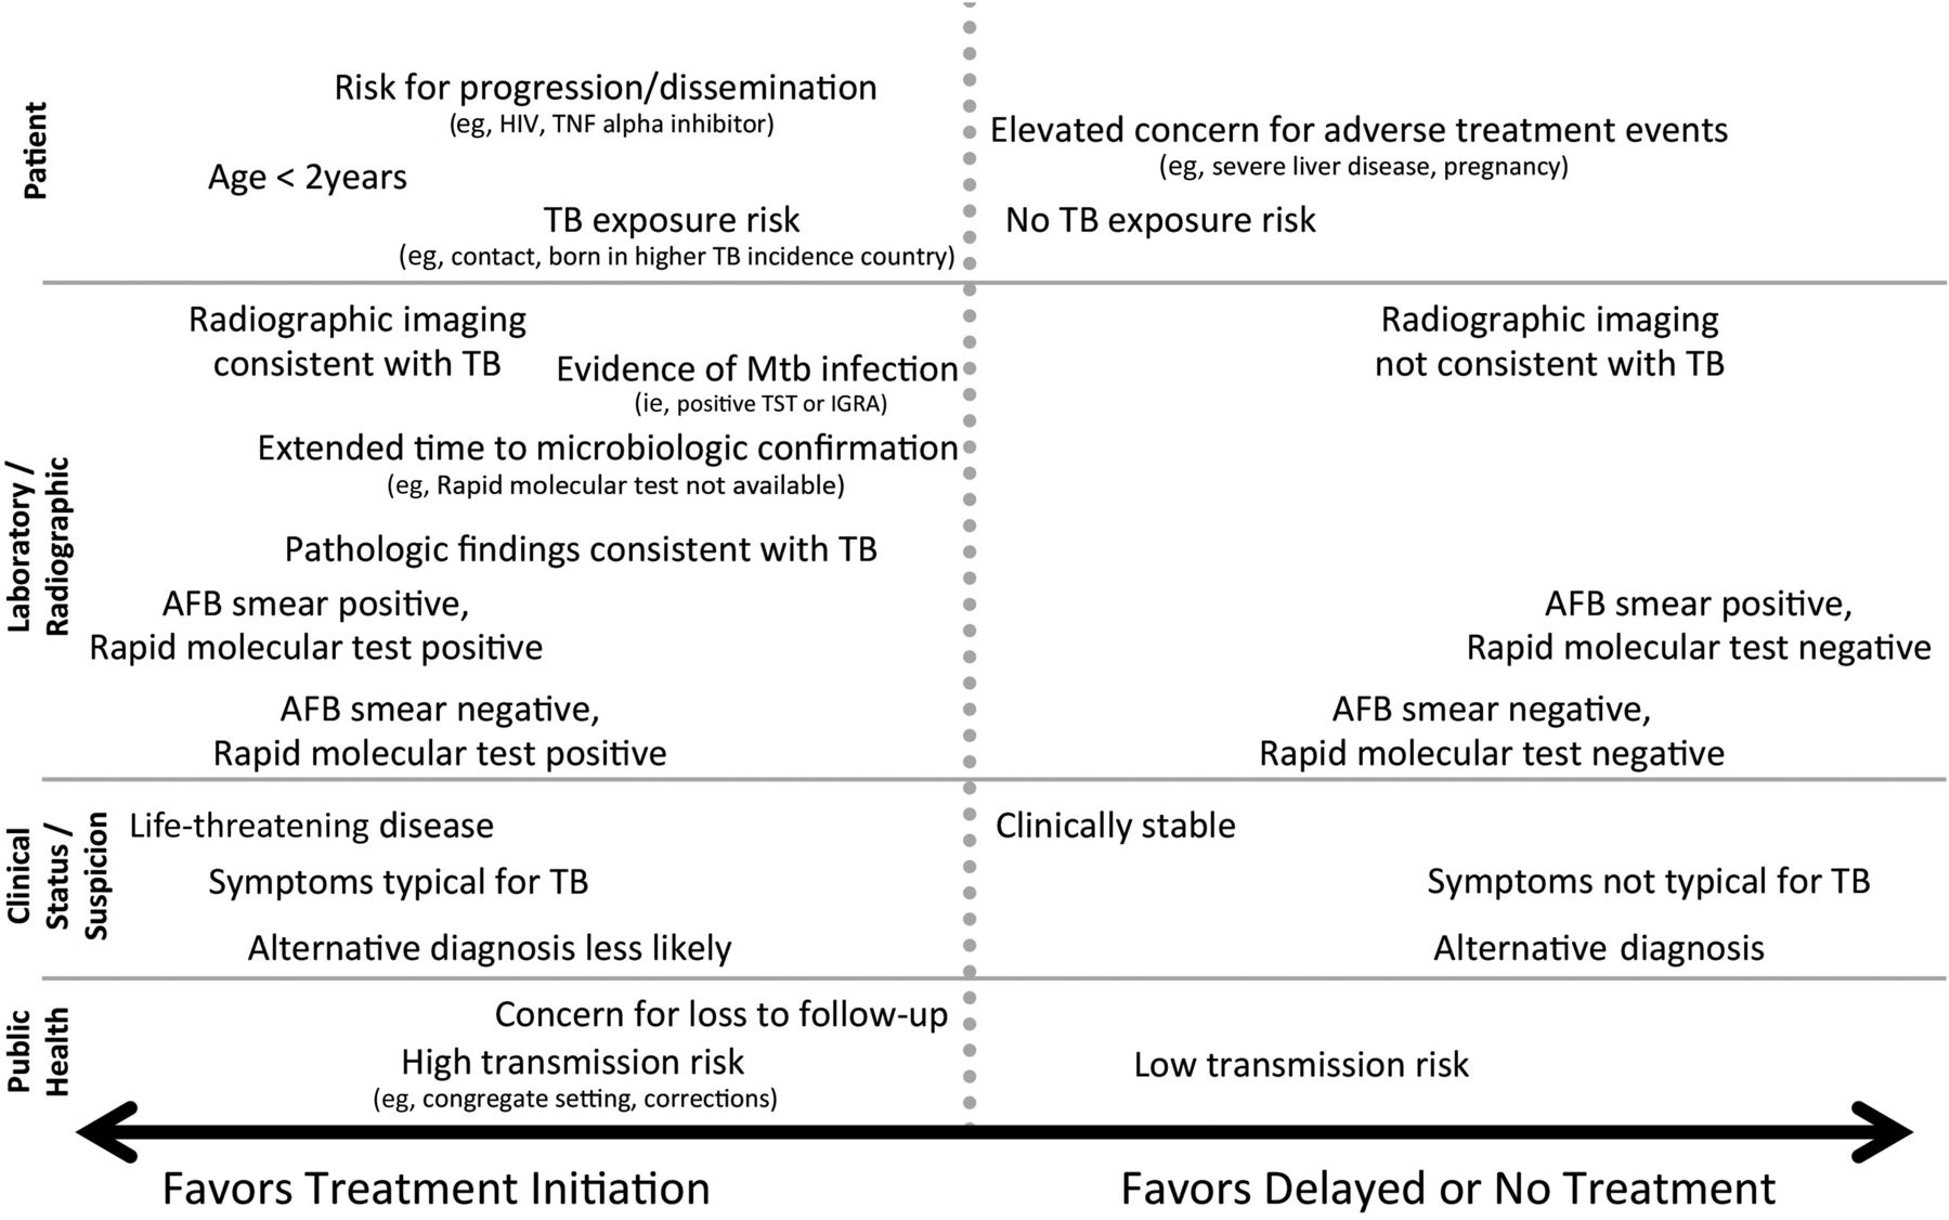 Patient
Risk for progression/dissemination
(eg, HIV, TNF alpha inhibitor)
Age < 2years
TB exposure risk
(eg, contact, born in higher TB incidence country)
Elevated concern for adverse treatment events
(eg, severe liver disease, pregnancy)
No TB exposure risk
Laboratory /
Radiographic
Radiographic imaging
consistent with TB
Evidence of Mtb infection
(ie, positive TST or IGRA)
Extended time to microbiologic confirmation
(eg, Rapid molecular test not available)
Pathologic findings consistent with TB
AFB smear positive,
Rapid molecular test positive
AFB smear negative,
Rapid molecular test positive
Radiographic imaging
not consistent with TB
AFB smear positive,
Rapid molecular test negative
AFB smear negative,
Rapid molecular test negative
Clinical
Status /
Suspicion
Life-threatening disease
Symptoms typical for TB
Alternative diagnosis less likely
Clinically stable
Symptoms not typical for TB
Alternative diagnosis
Public
Health
Concern for loss to follow-up
High transmission risk
(eg, congregate setting, corrections)
Low transmission risk
Favors Treatment Initiation
Favors Delayed or No Treatment